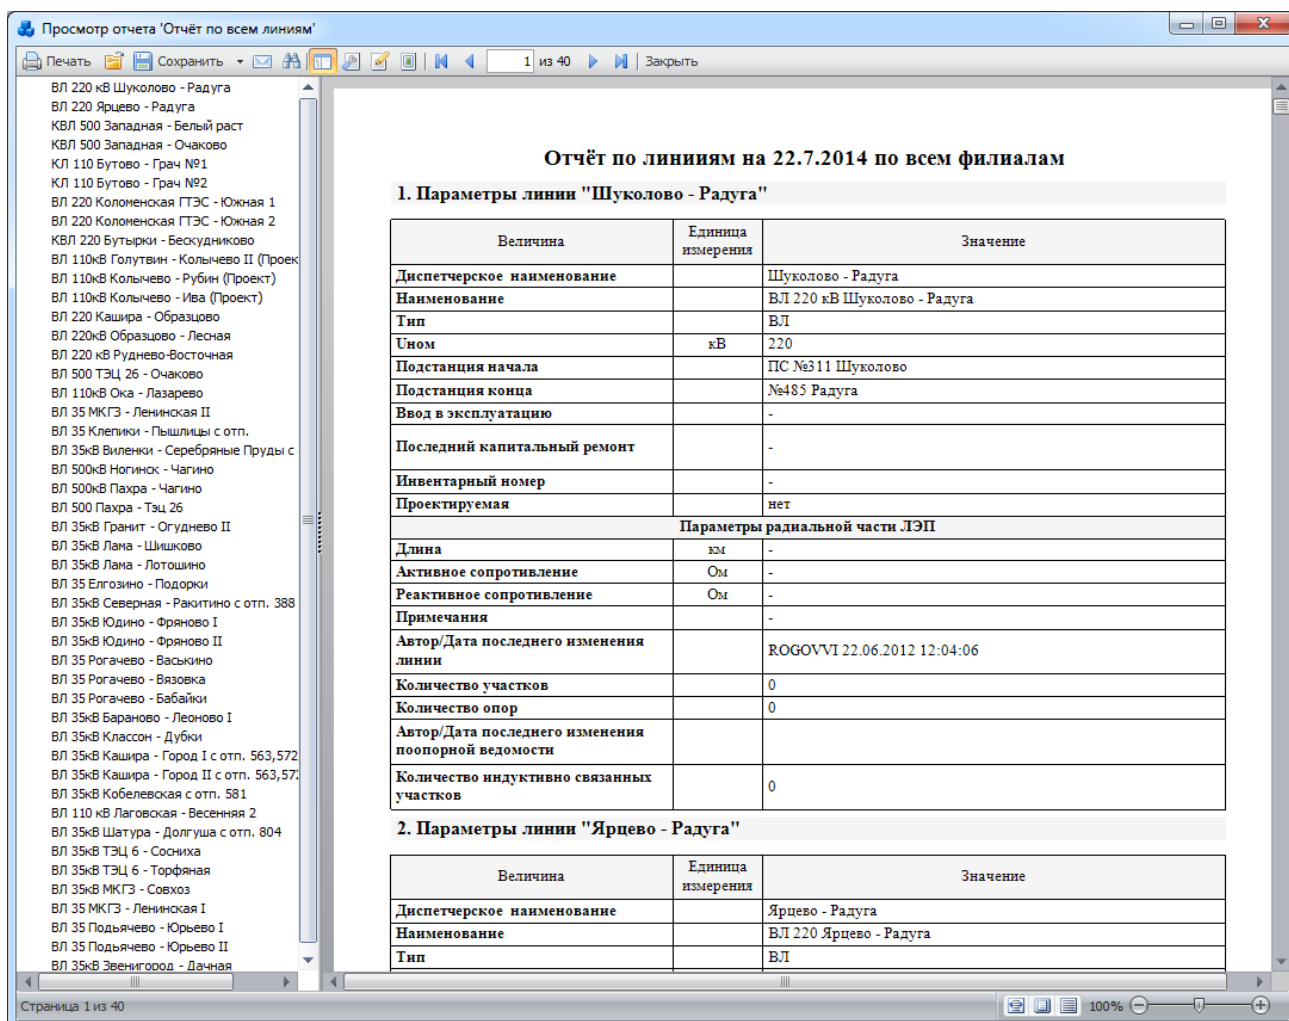 Просмотр отчета 'Отчёт по всем линиям'
Печать Сохранить 1 из 40 Закрыть
ВЛ 220 кВ Шуколово - Радуга
ВЛ 220 Ярцево - Радуга
КВЛ 500 Западная - Белый раст
КВЛ 500 Западная - Очаково
КЛ 110 Бутово - Грач №1
КЛ 110 Бутово - Грач №2
ВЛ 220 Коломенская ГТЭС - Южная 1
ВЛ 220 Коломенская ГТЭС - Южная 2
КВЛ 220 Бутырки - Бескудниково
ВЛ 110кВ Голутвин - Колычево II (Проек
ВЛ 110кВ Колычево - Рубин (Проект)
ВЛ 110кВ Колычево - Ива (Проект)
ВЛ 220 Кашира - Образцово
ВЛ 220кВ Образцово - Лесная
ВЛ 220 кВ Руднево-Восточная
ВЛ 500 ТЭЦ 26 - Очаково
ВЛ 110кВ Ока - Лазарево
ВЛ 35 МКГЗ - Ленинская II
ВЛ 35 Клепики - Пышлицы с отп.
ВЛ 35кВ Виленки - Серебряные Пруды с
ВЛ 500кВ Ногинск - Чагино
ВЛ 500кВ Пахра - Чагино
ВЛ 500 Пахра - Тэц 26
ВЛ 35кВ Гранит - Огуднево II
ВЛ 35кВ Лама - Шишково
ВЛ 35кВ Лама - Лотошино
ВЛ 35 Елгозино - Подорки
ВЛ 35кВ Северная - Ракитино с отп. 388
ВЛ 35кВ Юдино - Фряново I
ВЛ 35кВ Юдино - Фряново II
ВЛ 35 Рогачево - Васькино
ВЛ 35 Рогачево - Вязовка
ВЛ 35 Рогачево - Бабайки
ВЛ 35кВ Бараново - Леоново I
ВЛ 35кВ Классон - Дубки
ВЛ 35кВ Кашира - Город I с отп. 563,572
ВЛ 35кВ Кашира - Город II с отп. 563,57
ВЛ 35кВ Кобелевская с отп. 581
ВЛ 110 кВ Лаговская - Весенняя 2
ВЛ 35кВ Шатура - Долгуша с отп. 804
ВЛ 35кВ ТЭЦ 6 - Сосниха
ВЛ 35кВ ТЭЦ 6 - Торфяная
ВЛ 35кВ МКГЗ - Совхоз
ВЛ 35 МКГЗ - Ленинская I
ВЛ 35 Подьячево - Юрьево I
ВЛ 35 Подьячево - Юрьево II
ВЛ 35кВ Звенигород - Дачная
Отчёт по линииям на 22.7.2014 по всем филиалам
1. Параметры линии "Шуколово - Радуга"
Величина Единица измерения Значение
Диспетчерское наименование Шуколово - Радуга
Наименование ВЛ 220 кВ Шуколово - Радуга
Тип ВЛ
Uном кВ 220
Подстанция начала ПС №311 Шуколово
Подстанция конца №485 Радуга
Ввод в эксплуатацию -
Последний капитальный ремонт -
Инвентарный номер -
Проектируемая нет
Параметры радиальной части ЛЭП
Длина км -
Активное сопротивление Ом -
Реактивное сопротивление Ом -
Примечания -
Автор/Дата последнего изменения
линии ROGOVVI 22.06.2012 12:04:06
Количество участков 0
Количество опор 0
Автор/Дата последнего изменения
поопорной ведомости
Количество индуктивно связанных
участков 0
2. Параметры линии "Ярцево - Радуга"
Величина Единица измерения Значение
Диспетчерское наименование Ярцево - Радуга
Наименование ВЛ 220 Ярцево - Радуга
Тип ВЛ
Страница 1 из 40 100%